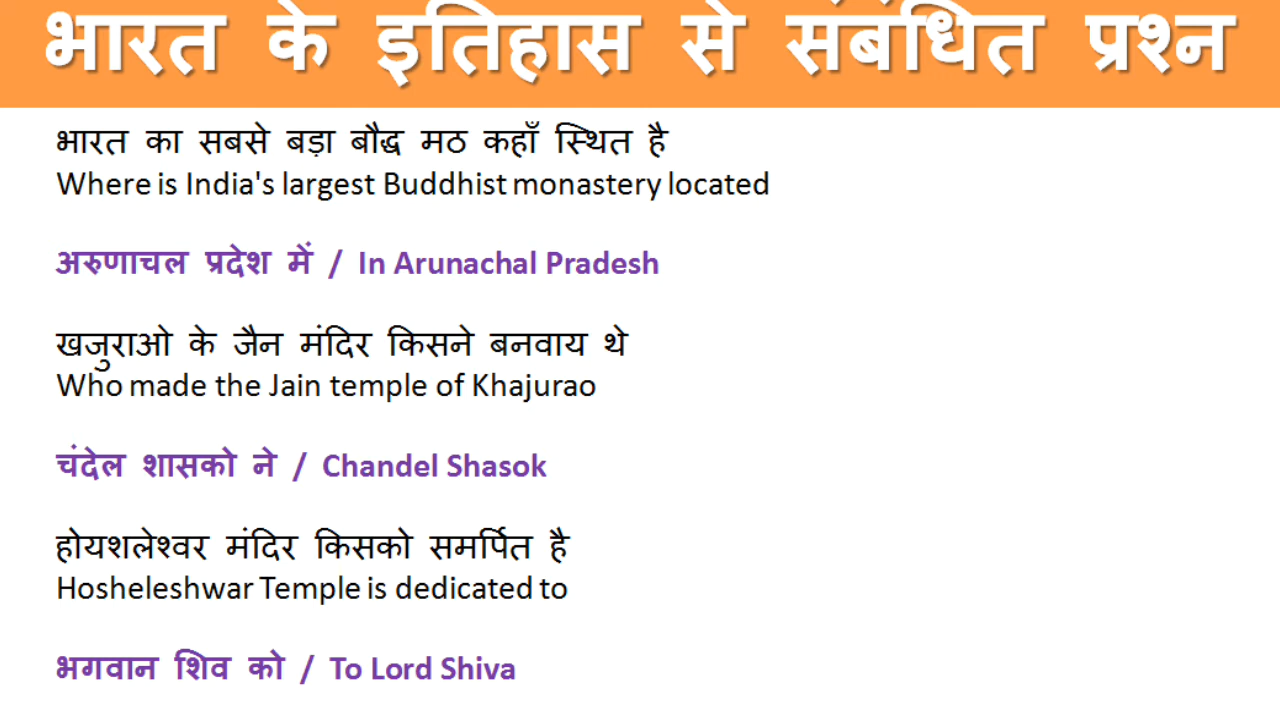 भारत के इतिहास से संबंधित प्रश्न
भारत का सबसे बड़ा बौद्ध मठ कहाँ स्थित है
Where is India's largest Buddhist monastery located
अरुणाचल प्रदेश में / In Arunachal Pradesh
खजुराओ के जैन मंदिर किसने बनवाय थे
Who made the Jain temple of Khajurao
चंदेल शासको ने / Chandel Shasok
होयशलेश्वर मंदिर किसको समर्पित है
Hosheleshwar Temple is dedicated to
भगवान शिव को / To Lord Shiva